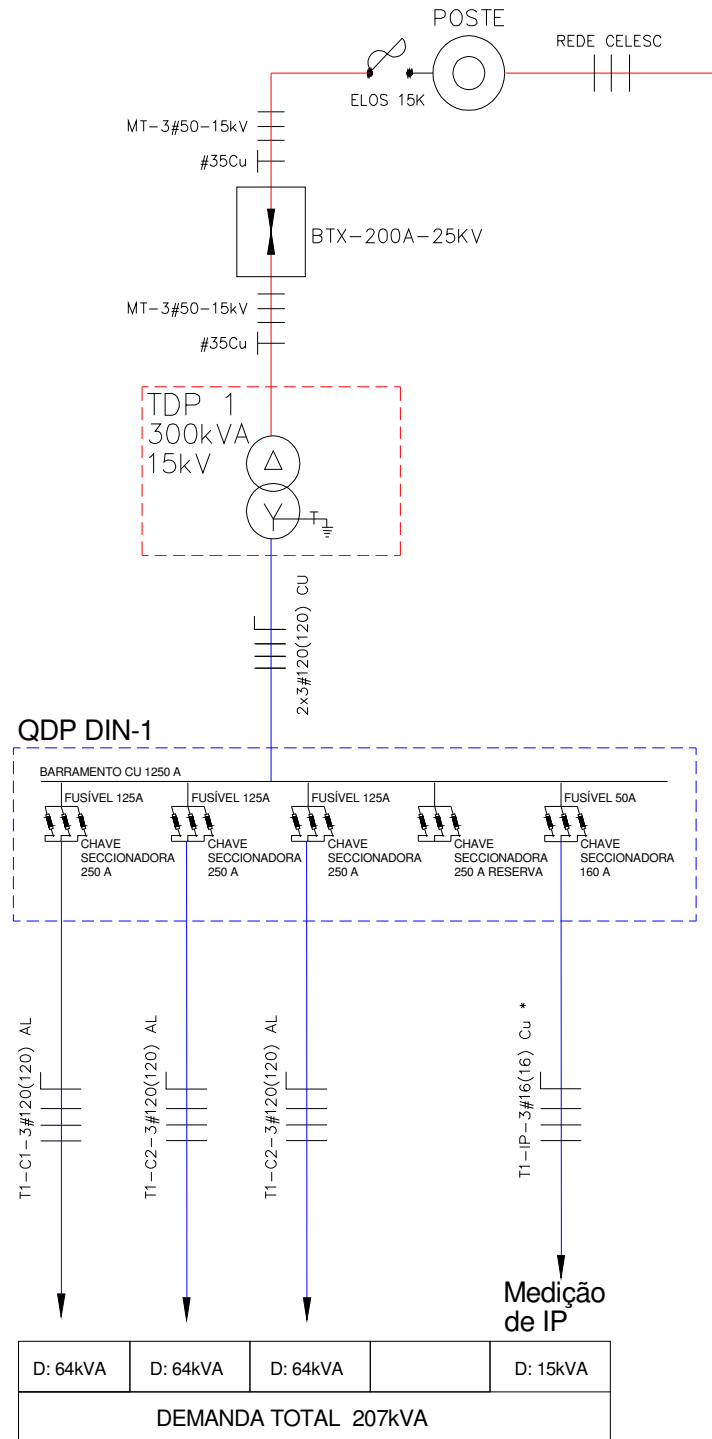 POSTE
REDE CELESC
ELOS 15K
MT-3#50-15kV
#35Cu
BTX-200A-25KV
MT-3#50-15kV
#35Cu
TDP 1
300kVA
15kV
2x3#120(120) CU
QDP DIN-1
BARRAMENTO CU 1250 A
FUSÍVEL 125A
CHAVE
SECCIONADORA
250 A
FUSÍVEL 125A
CHAVE
SECCIONADORA
250 A
FUSÍVEL 125A
CHAVE
SECCIONADORA
250 A
CHAVE
SECCIONADORA
250 A RESERVA
FUSÍVEL 50A
CHAVE
SECCIONADORA
160 A
T1-C1-3#120(120) AL
T1-C2-3#120(120) AL
T1-C2-3#120(120) AL
T1-IP-3#16(16) Cu *
Medição
de IP
D: 64kVA
D: 64kVA
D: 64kVA
D: 15kVA
DEMANDA TOTAL 207kVA